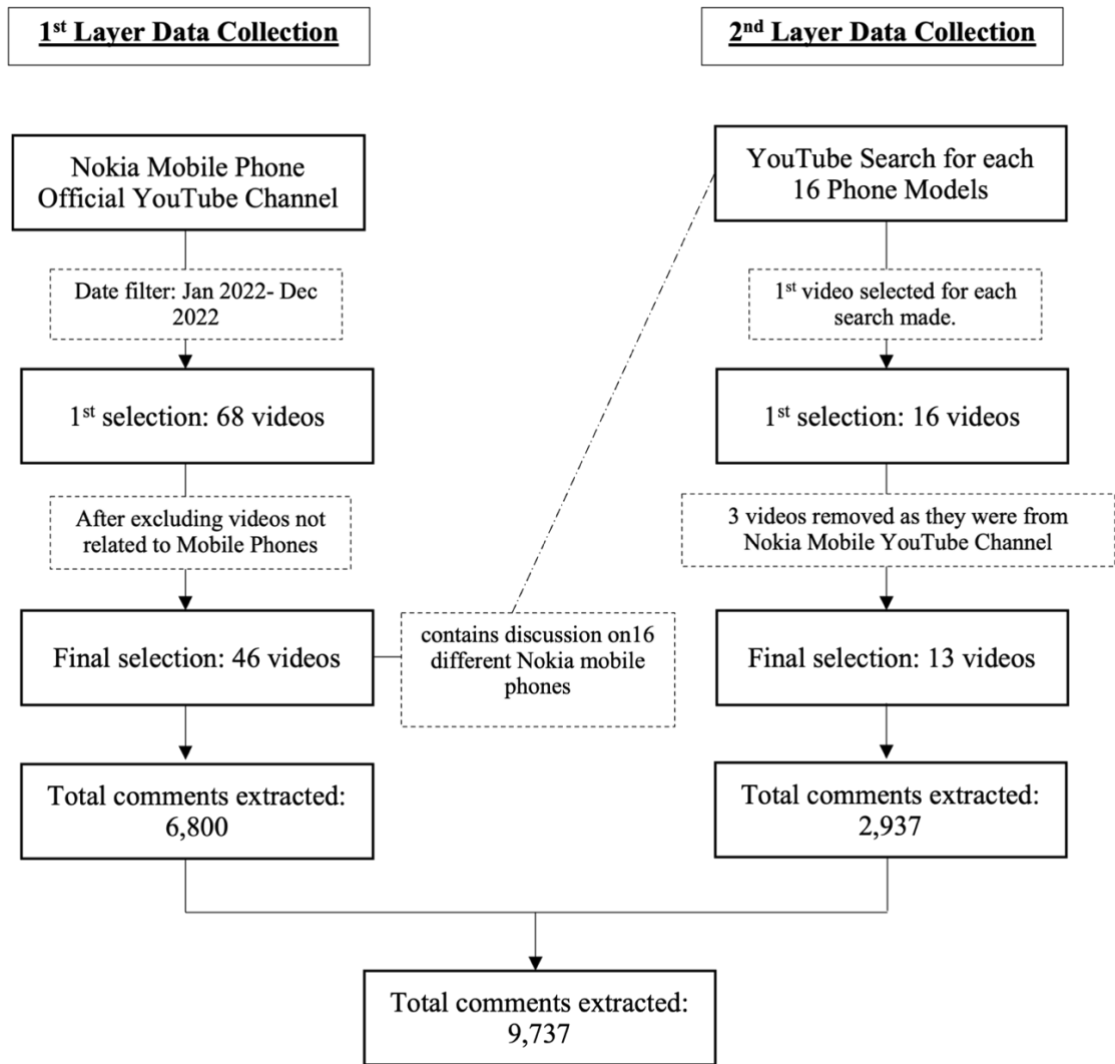 1st Layer Data Collection
Nokia Mobile Phone
Official YouTube Channel
Date filter: Jan 2022- Dec
2022
1st selection: 68 videos
After excluding videos not
related to Mobile Phones
Final selection: 46 videos
contains discussion on16
different Nokia mobile
phones
Total comments extracted:
6,800
2nd Layer Data Collection
YouTube Search for each
16 Phone Models
1st video selected for each
search made.
1st selection: 16 videos
3 videos removed as they were from
Nokia Mobile YouTube Channel
Final selection: 13 videos
Total comments extracted:
2,937
Total comments extracted:
9,737